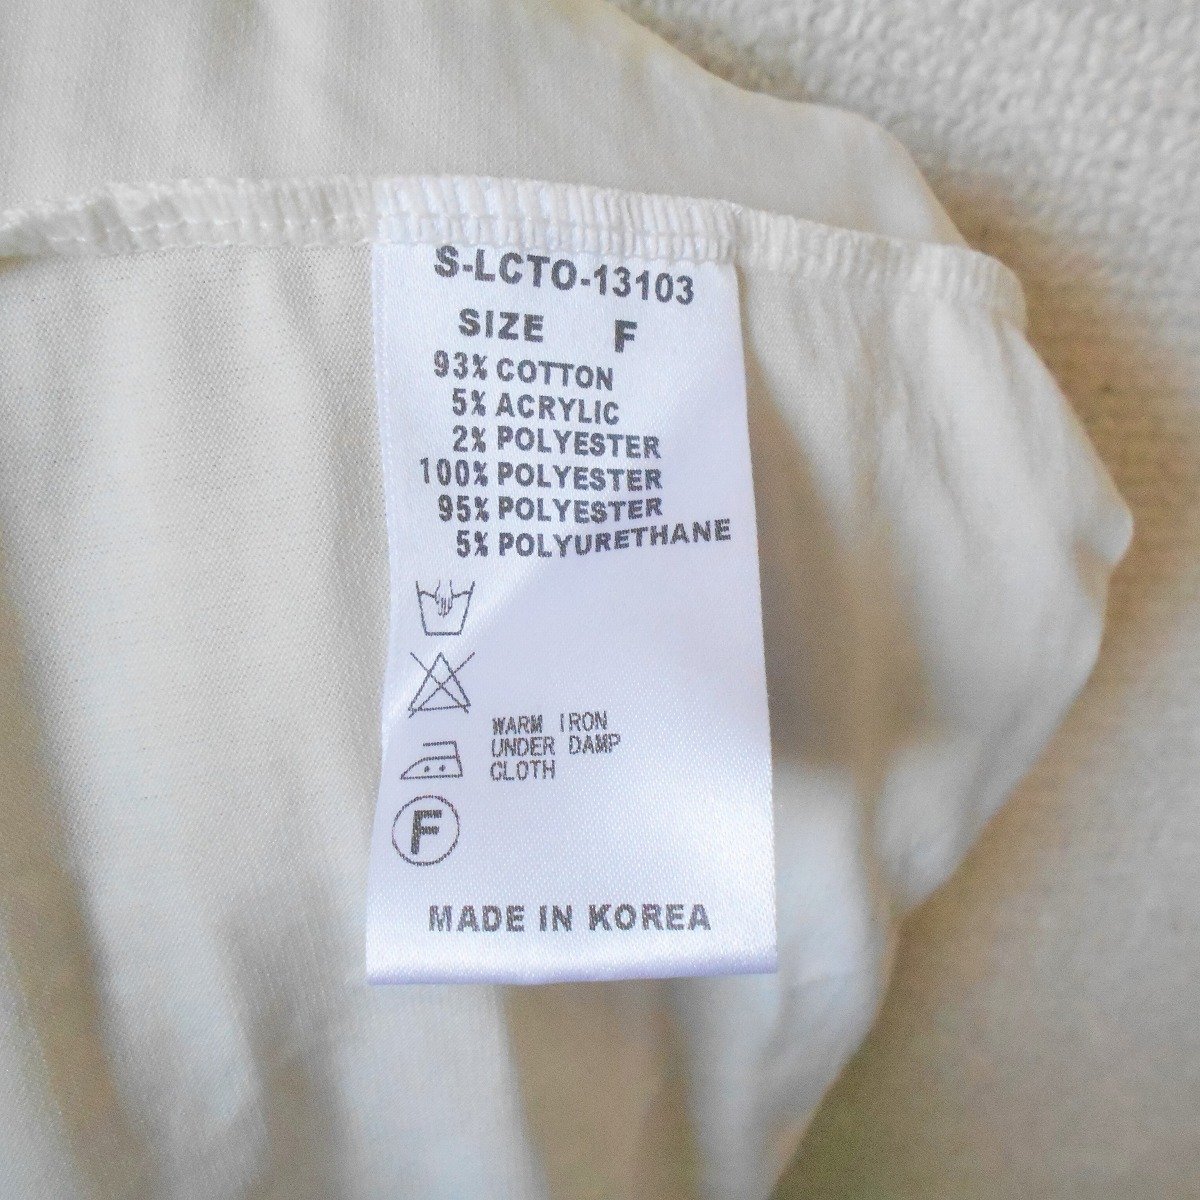 S-LCTO-13103
SIZE F
93% COTTON
5% ACRYLIC
2% POLYESTER
100% POLYESTER
95% POLYESTER
5% POLYURETHANE
WARM IRON
UNDER DAMP
CLOTH
F
MADE IN KOREA